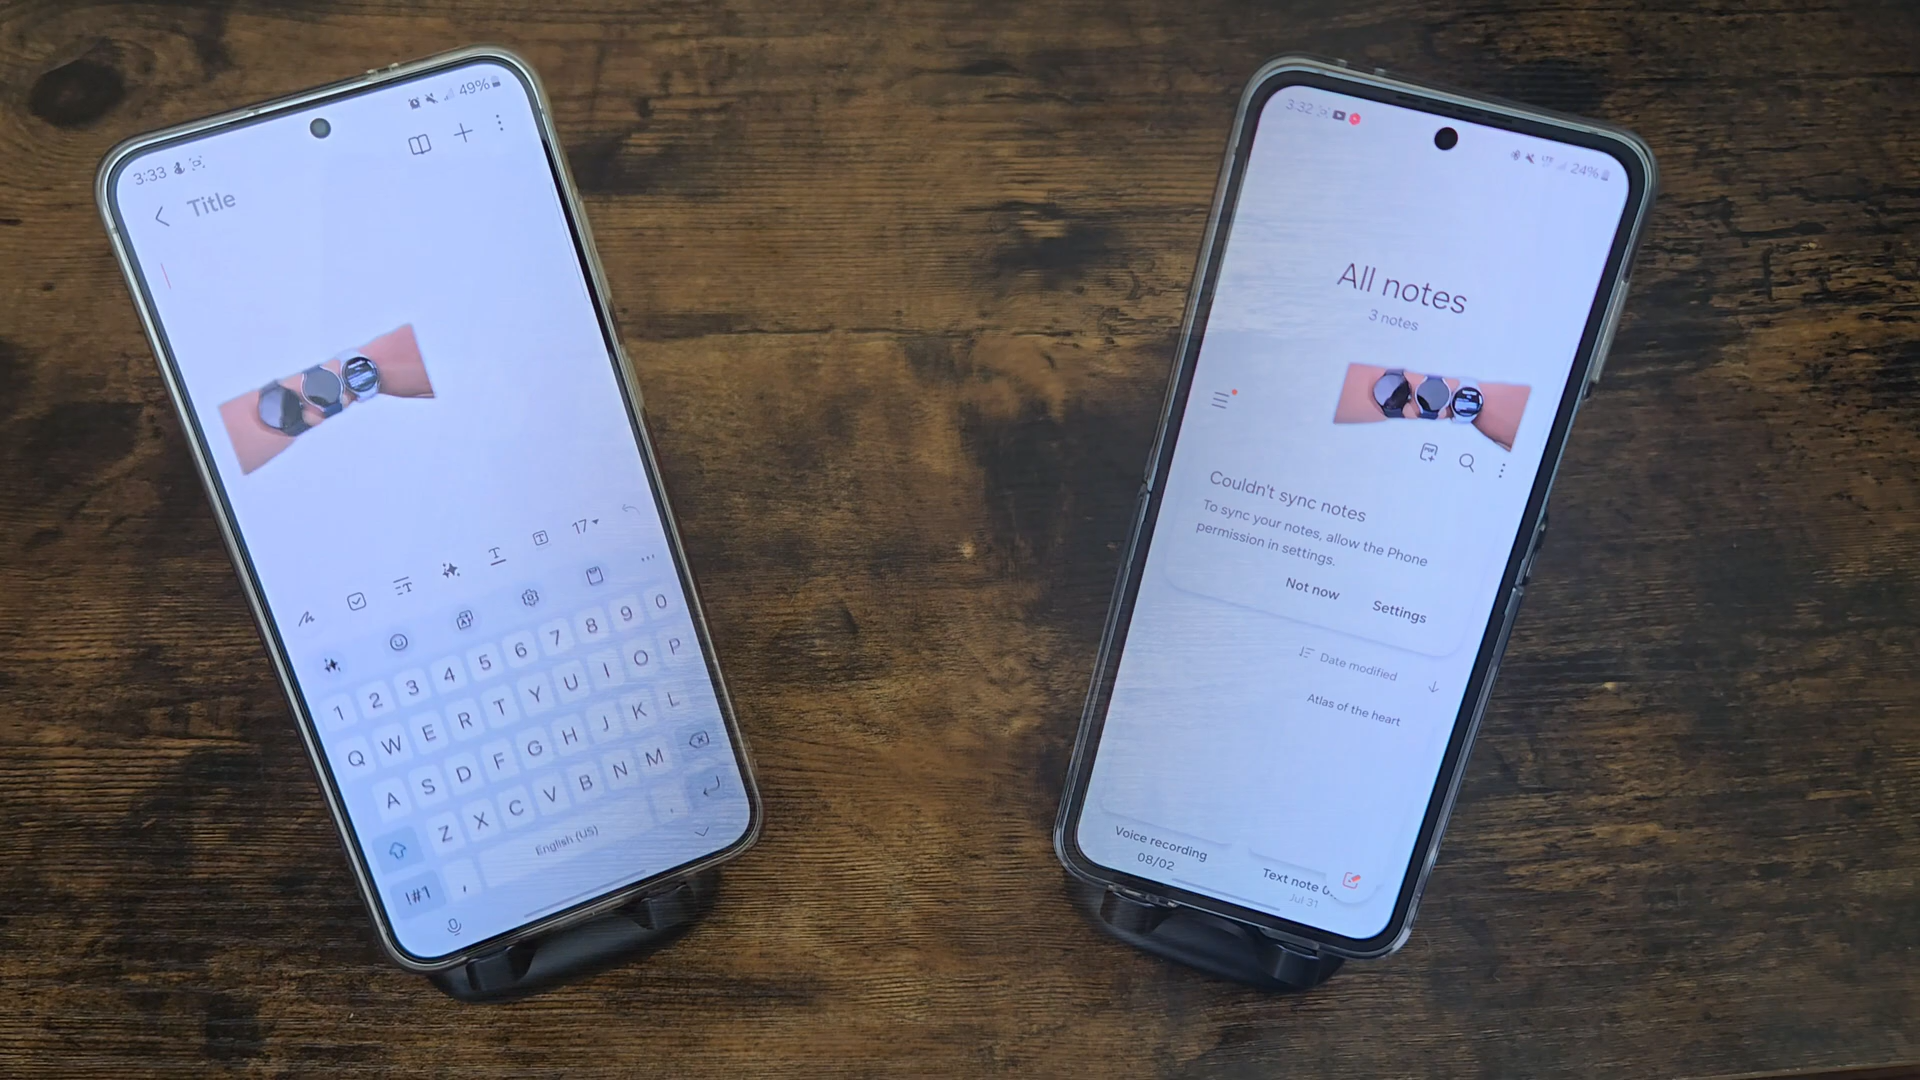 3:33
49%
Title
17
1 2 3 4 5 6 7 8 9 0
Q W E R T Y U I O P
A S D F G H J K L
Z X C V B N M
!#1 , English (US) .
3:32
24%
All notes
3 notes
PDF
Couldn't sync notes
To sync your notes, allow the Phone
permission in settings.
Not now Settings
Date modified
Atlas of the heart
Voice recording
08/02
Text note 0...
Jul 31